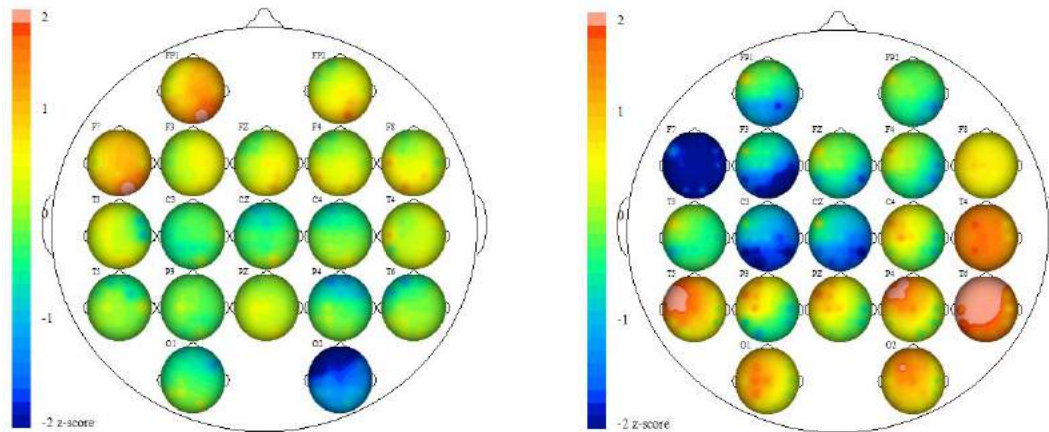 2
1
0
-1
-2 z-score
FP1 FP2
F7 F3 FZ F4 F8
T3 C3 CZ C4 T4
T5 P3 PZ P4 T6
O1 O2
2
1
0
-1
-2 z-score
FP1 FP2
F7 F3 FZ F4 F8
T3 C3 CZ C4 T4
T5 P3 PZ P4 T6
O1 O2